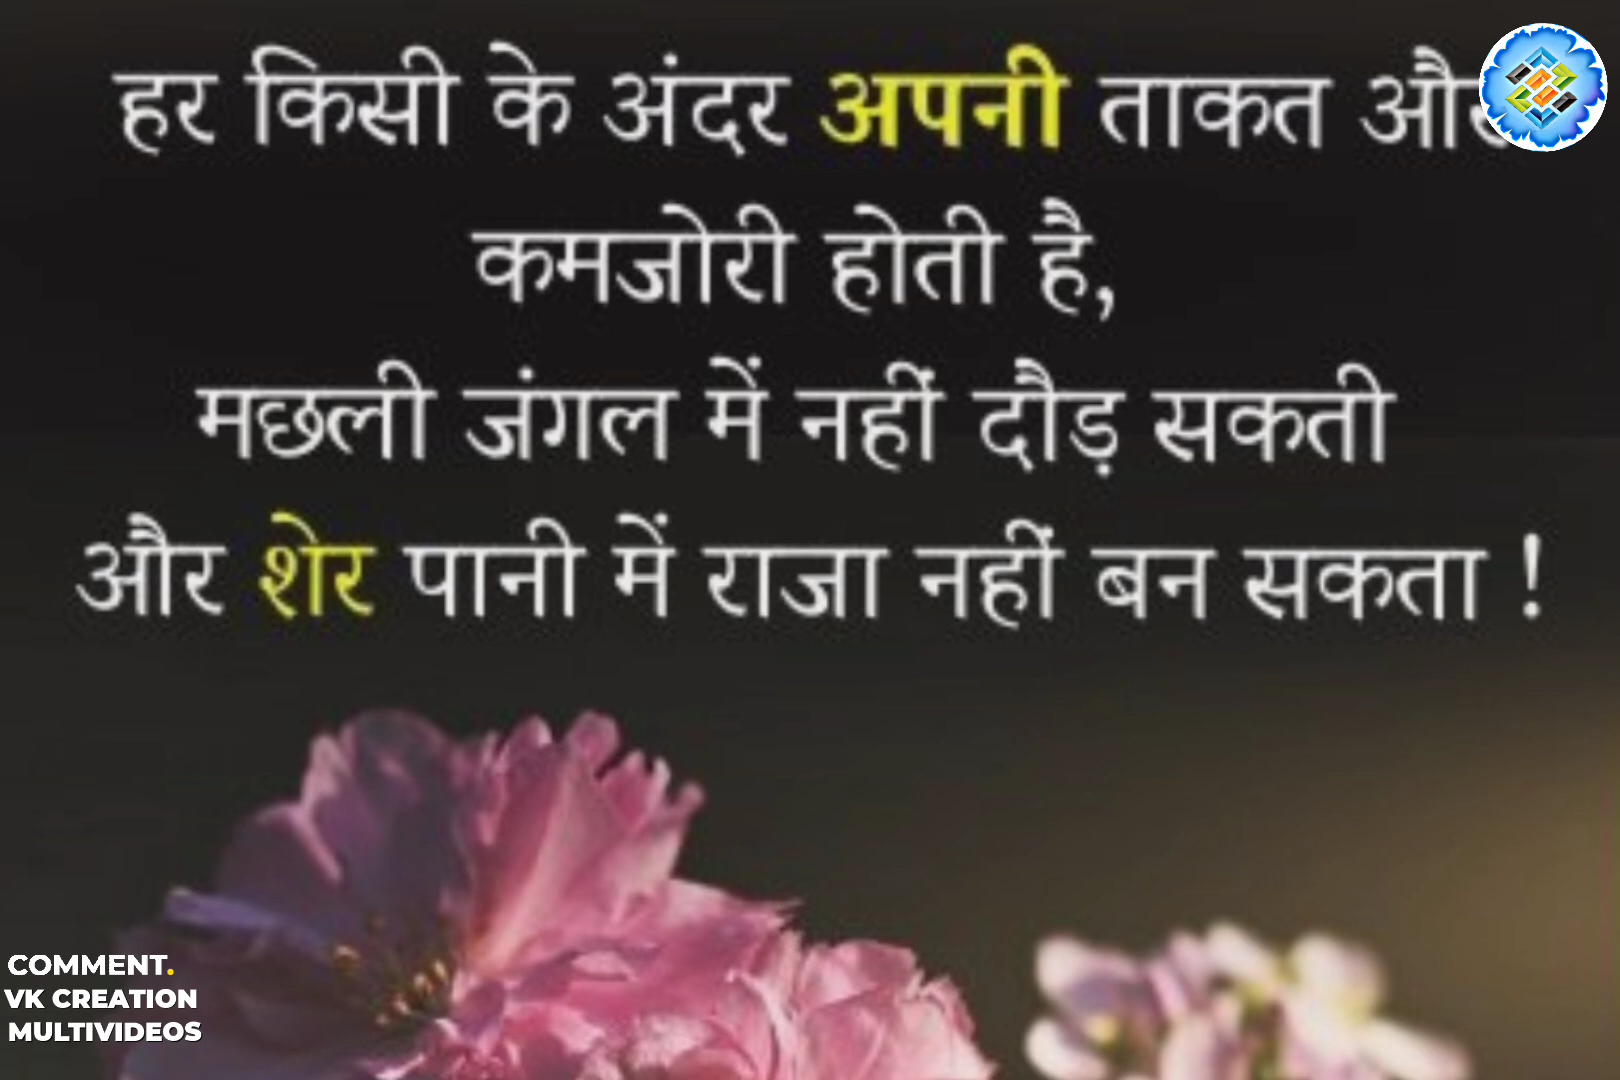 हर किसी के अंदर अपनी ताकत और
कमजोरी होती है,
मछली जंगल में नहीं दौड़ सकती
और शेर पानी में राजा नहीं बन सकता !
COMMENT.
VK CREATION
MULTIVIDEOS